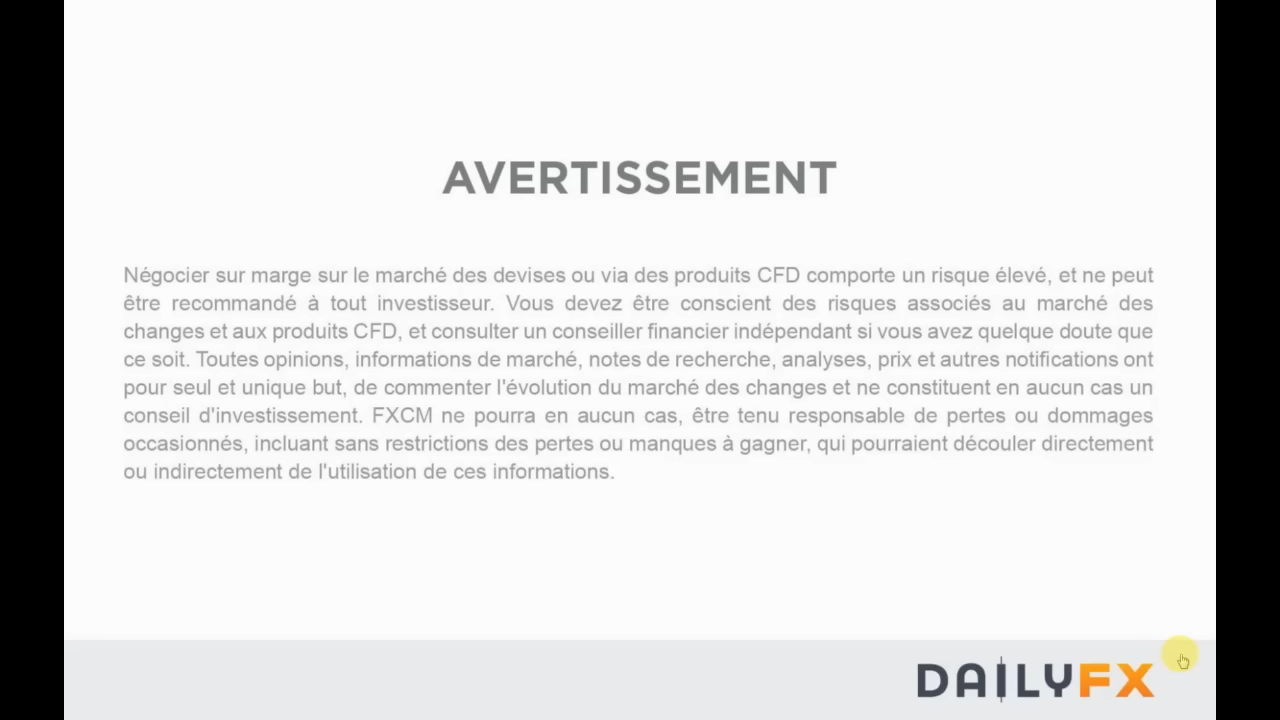 AVERTISSEMENT
Négocier sur marge sur le marché des devises ou via des produits CFD comporte un risque élevé, et ne peut
être recommandé à tout investisseur. Vous devez être conscient des risques associés au marché des
changes et aux produits CFD, et consulter un conseiller financier indépendant si vous avez quelque doute que
ce soit. Toutes opinions, informations de marché, notes de recherche, analyses, prix et autres notifications ont
pour seul et unique but, de commenter l'évolution du marché des changes et ne constituent en aucun cas un
conseil d'investissement. FXCM ne pourra en aucun cas, être tenu responsable de pertes ou dommages
occasionnés, incluant sans restrictions des pertes ou manques à gagner, qui pourraient découler directement
ou indirectement de l'utilisation de ces informations.
DAILYFX